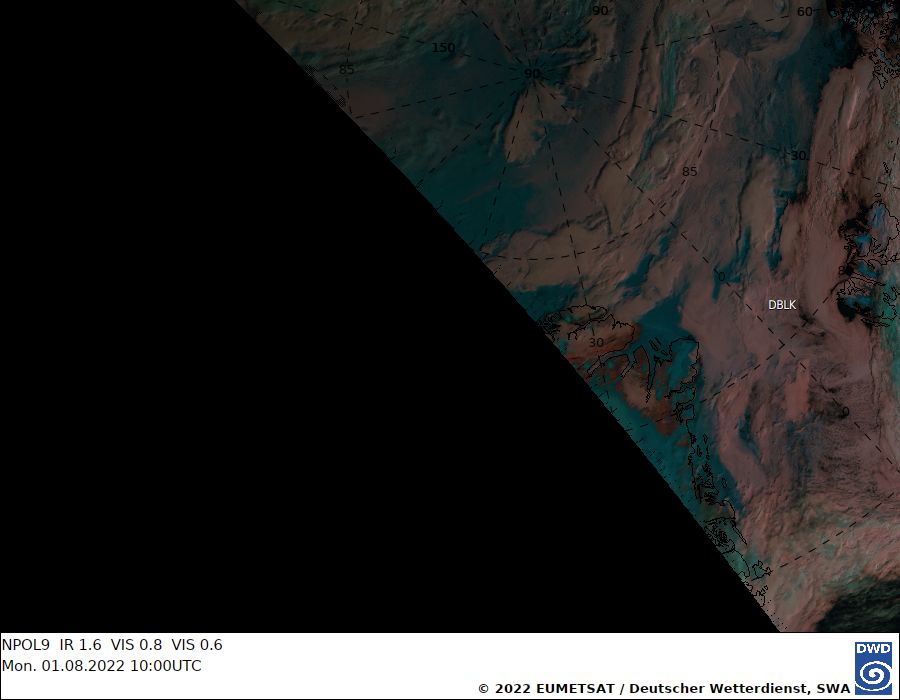 90
60
150
85
90
30
85
0
DBLK
30
0
NPOL9 IR 1.6 VIS 0.8 VIS 0.6
Mon. 01.08.2022 10:00UTC
DWD
© 2022 EUMETSAT / Deutscher Wetterdienst, SWA